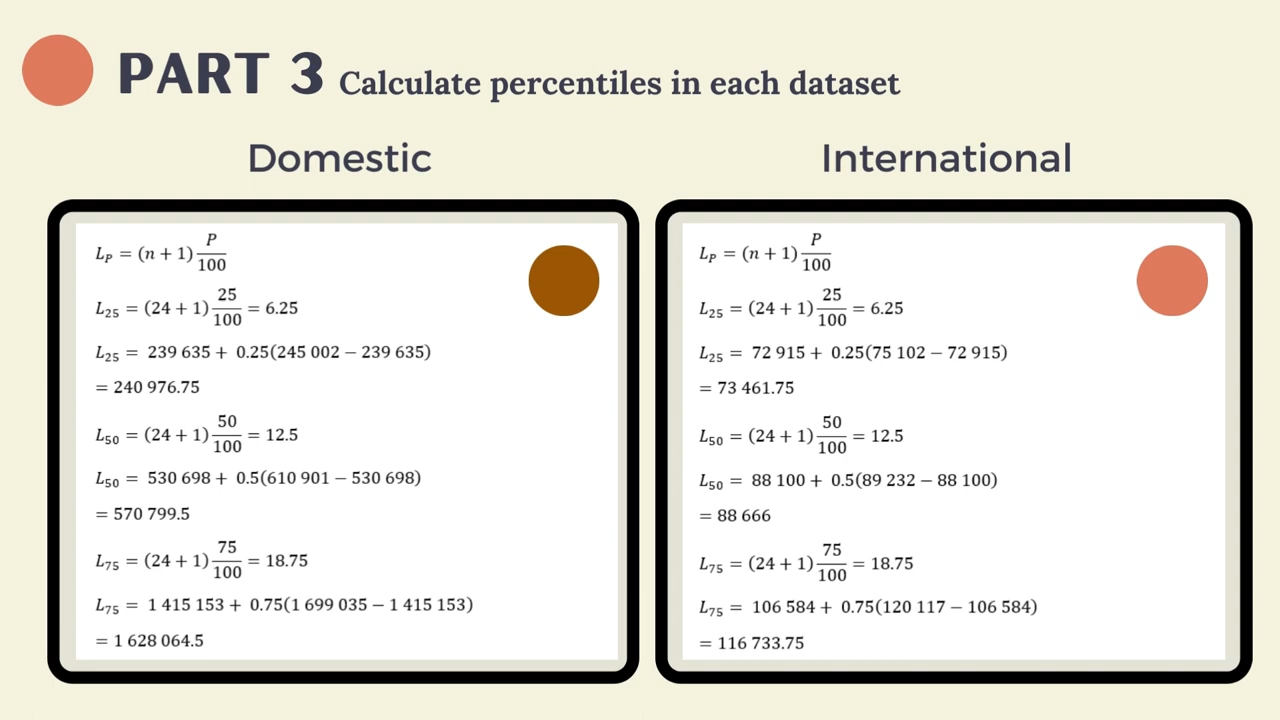 PART 3 Calculate percentiles in each dataset
Domestic
L_P = (n + 1) P/100
L_25 = (24 + 1) 25/100 = 6.25
L_25 = 239 635 + 0.25(245 002 − 239 635)
= 240 976.75
L_50 = (24 + 1) 50/100 = 12.5
L_50 = 530 698 + 0.5(610 901 − 530 698)
= 570 799.5
L_75 = (24 + 1) 75/100 = 18.75
L_75 = 1 415 153 + 0.75(1 699 035 − 1 415 153)
= 1 628 064.5
International
L_P = (n + 1) P/100
L_25 = (24 + 1) 25/100 = 6.25
L_25 = 72 915 + 0.25(75 102 − 72 915)
= 73 461.75
L_50 = (24 + 1) 50/100 = 12.5
L_50 = 88 100 + 0.5(89 232 − 88 100)
= 88 666
L_75 = (24 + 1) 75/100 = 18.75
L_75 = 106 584 + 0.75(120 117 − 106 584)
= 116 733.75